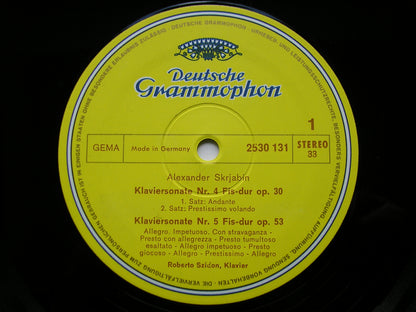 Deutsche
Grammophon
GEMA
Made in Germany
2530 131
1
STEREO
33
Alexander Skrjabin
Klaviersonate Nr. 4 Fis-dur op. 30
1. Satz: Andante
2. Satz: Prestissimo volando
Klaviersonate Nr. 5 Fis-dur op. 53
Allegro. Impetuoso. Con stravaganza -
Presto con allegrezza - Presto tumultoso
esaltato - Allegro impetuoso - Presto
giocoso - Allegro - Prestissimo - Allegro
Roberto Szidon, Klavier